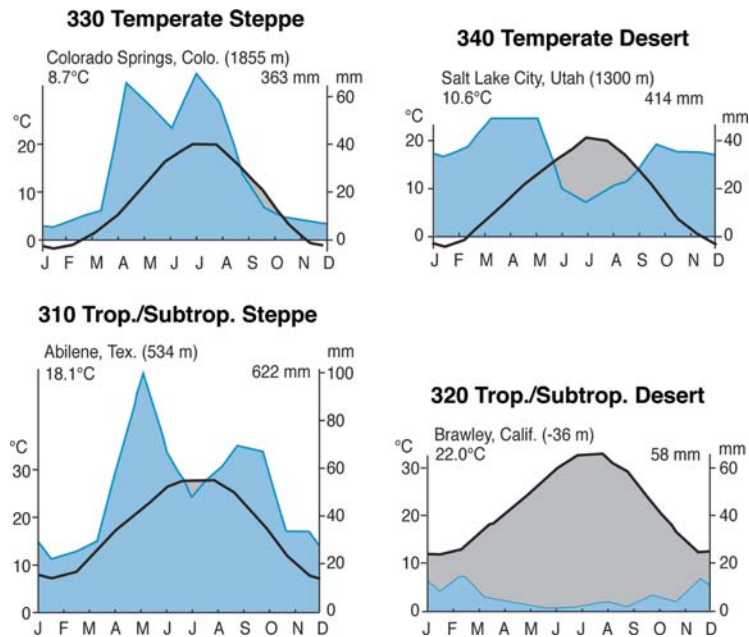 330 Temperate Steppe
Colorado Springs, Colo. (1855 m)
8.7°C 363 mm
mm
60
°C
20
40
10
20
0
0
J F M A M J J A S O N D
340 Temperate Desert
Salt Lake City, Utah (1300 m)
10.6°C 414 mm
mm
°C
20
40
10
20
0
0
J F M A M J J A S O N D
310 Trop./Subtrop. Steppe
Abilene, Tex. (534 m)
mm
18.1°C 622 mm
100
80
°C
30
60
20
40
10
20
0
0
J F M A M J J A S O N D
320 Trop./Subtrop. Desert
Brawley, Calif. (-36 m)
°C
22.0°C 58 mm
mm
30
60
20
40
10
20
0
0
J F M A M J J A S O N D